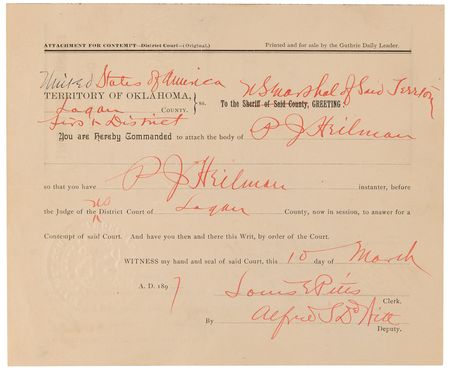 ATTACHMENT FOR CONTEMPT—District Court—(Original.) Printed and for sale by the Guthrie Daily Leader.
United States of America
TERRITORY OF OKLAHOMA, } ss. U S Marshal of Said Territory
Logan COUNTY. To the Sheriff of Said County, GREETING:
First District
You are Hereby Commanded to attach the body of P J Heilman
so that you have P J Heilman instanter, before
the Judge of the US District Court of Logan County, now in session, to answer for a
Contempt of said Court. And have you then and there this Writ, by order of the Court.
WITNESS my hand and seal of said Court, this 10 day of March
A. D. 1897
Louis E Pitts Clerk.
By Alfred S De Hitt Deputy.